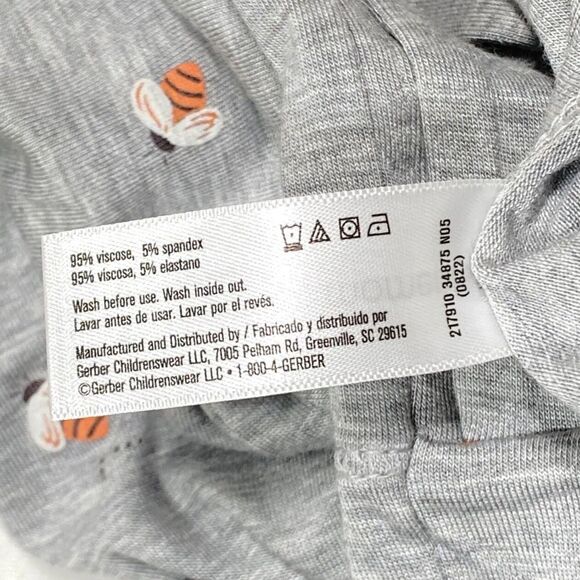 95% viscose, 5% spandex
95% viscosa, 5% elastano
Wash before use. Wash inside out.
Lavar antes de usar. Lavar por el revés.
Manufactured and Distributed by / Fabricado y distribuido por
Gerber Childrenswear LLC, 7005 Pelham Rd, Greenville, SC 29615
©Gerber Childrenswear LLC • 1-800-4-GERBER
217910 34875 N05
(0822)